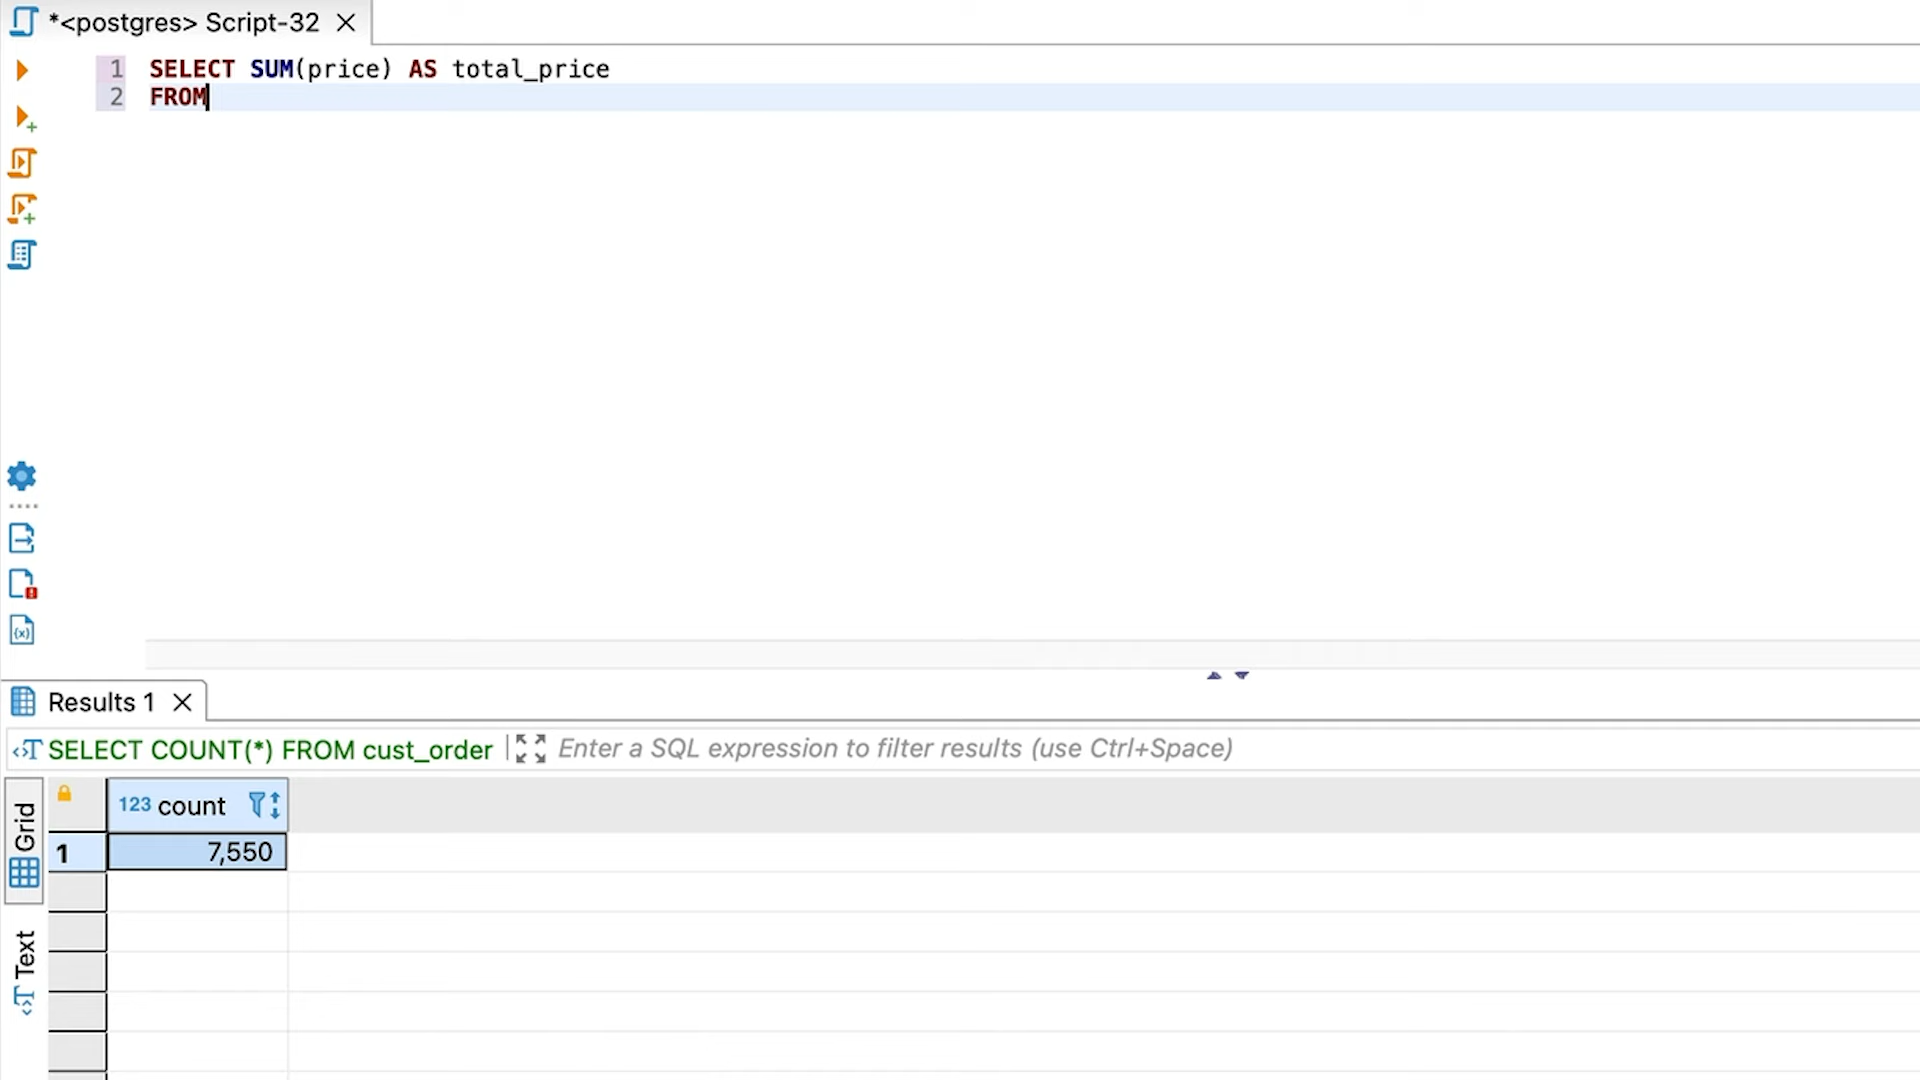 *<postgres> Script-32
1 SELECT SUM(price) AS total_price
2 FROM
Results 1
SELECT COUNT(*) FROM cust_order Enter a SQL expression to filter results (use Ctrl+Space)
Grid
123 count
1 7,550
Text